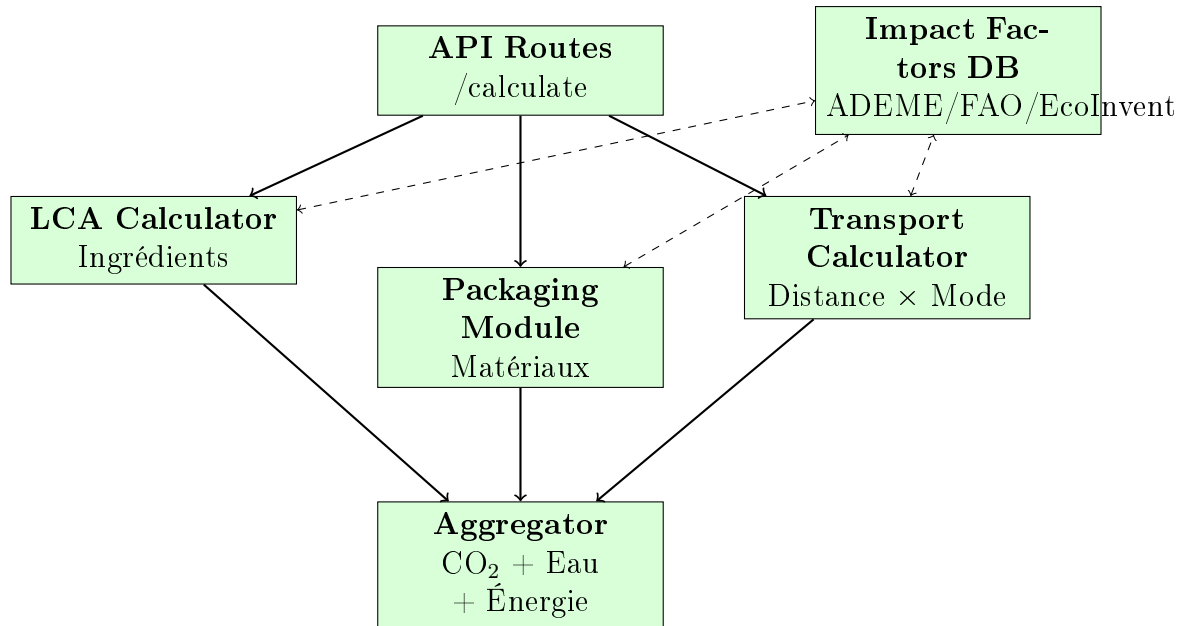 API Routes
/calculate
Impact Fac-
tors DB
ADEME/FAO/EcoInvent
LCA Calculator
Ingrédients
Packaging
Module
Matériaux
Transport
Calculator
Distance × Mode
Aggregator
CO₂ + Eau
+ Énergie